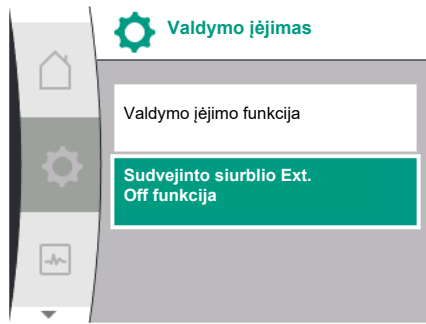 Valdymo įėjimas
Valdymo įėjimo funkcija
Sudvejinto siurblio Ext.
Off funkcija